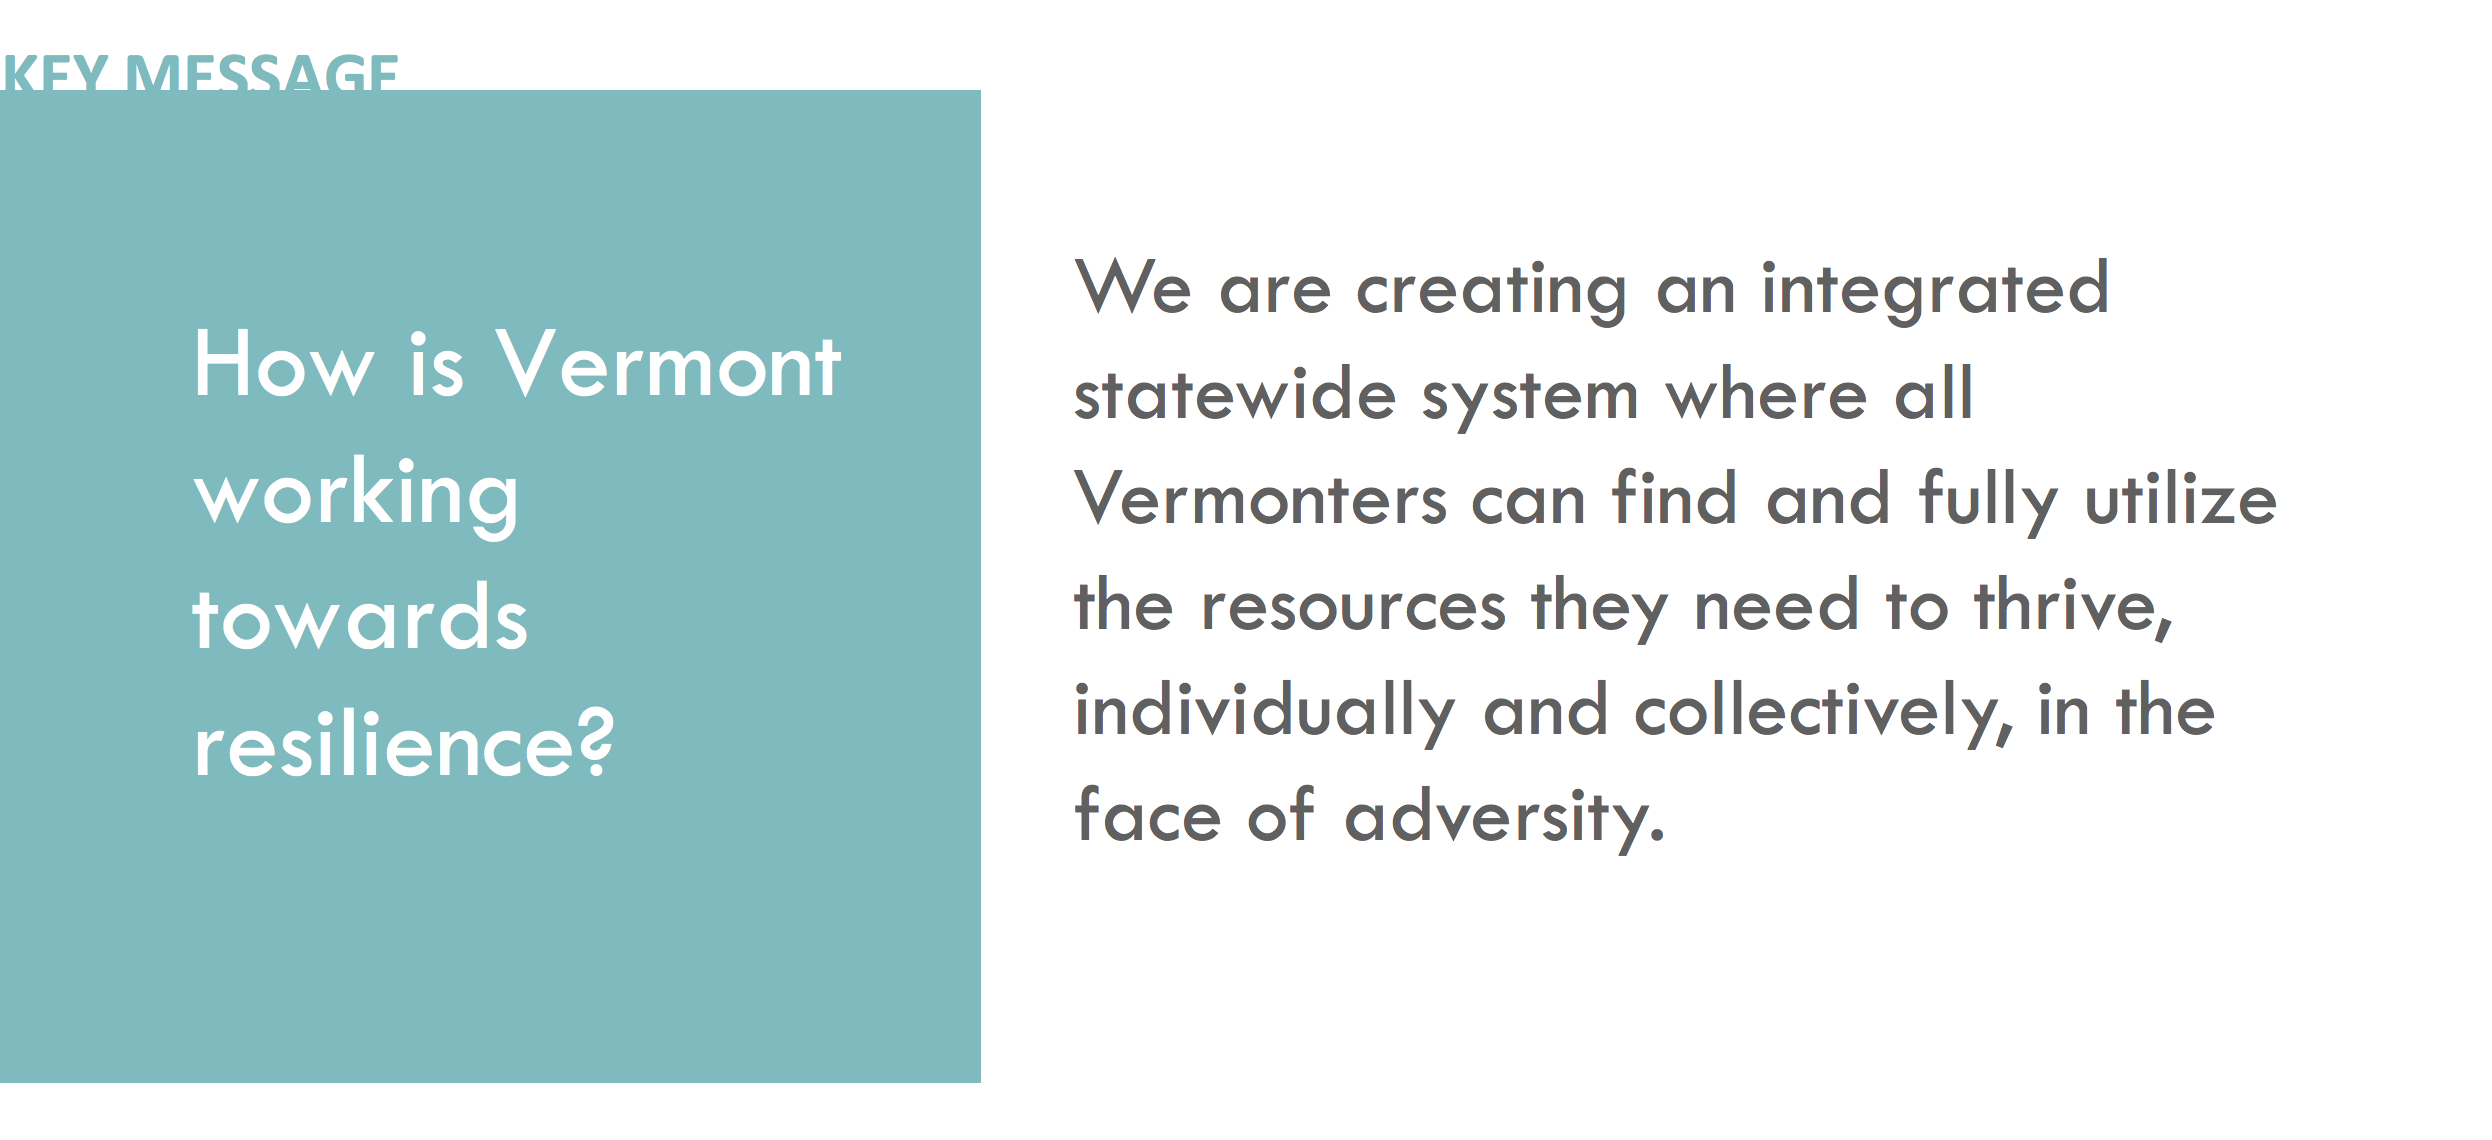 KEY MESSAGE
How is Vermont
working
towards
resilience?
We are creating an integrated
statewide system where all
Vermonters can find and fully utilize
the resources they need to thrive,
individually and collectively, in the
face of adversity.